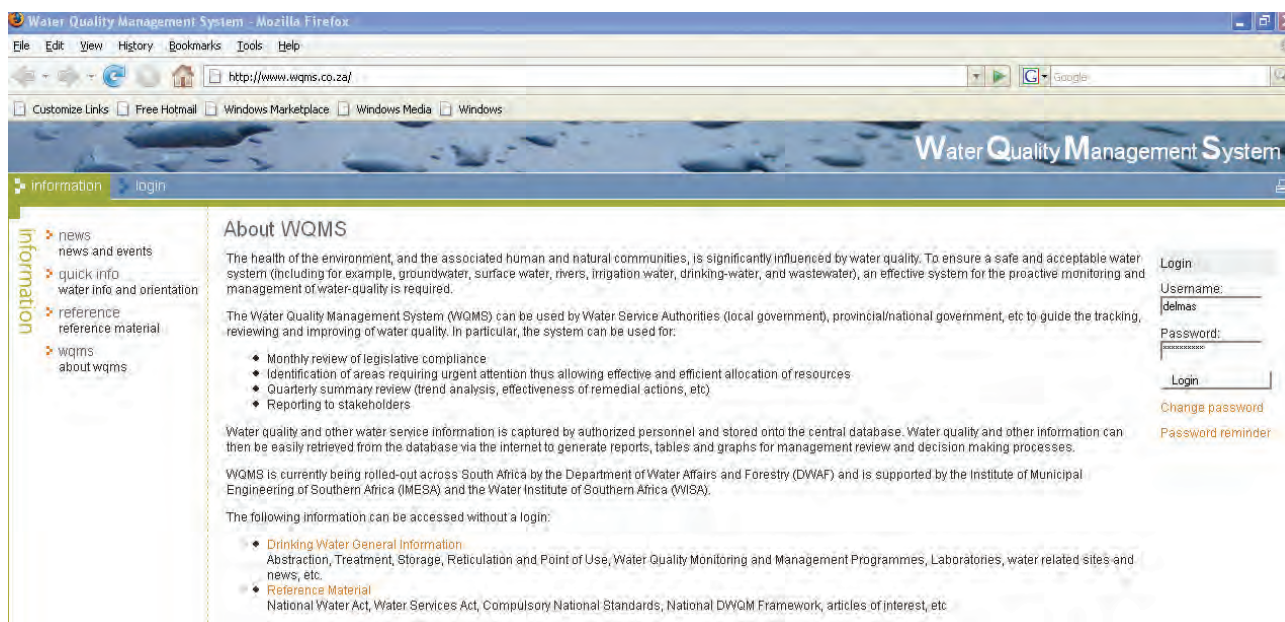 Water Quality Management System - Mozilla Firefox
File Edit View History Bookmarks Tools Help
http://www.wqms.co.za/
G Google
Customize Links Free Hotmail Windows Marketplace Windows Media Windows
Water Quality Management System
information login
information
news
news and events
quick info
water info and orientation
reference
reference material
wqms
about wqms
About WQMS
The health of the environment, and the associated human and natural communities, is significantly influenced by water quality. To ensure a safe and acceptable water
system (including for example, groundwater, surface water, rivers, irrigation water, drinking-water, and wastewater), an effective system for the proactive monitoring and
management of water-quality is required.
The Water Quality Management System (WQMS) can be used by Water Service Authorities (local government), provincial/national government, etc to guide the tracking,
reviewing and improving of water quality. In particular, the system can be used for:
Monthly review of legislative compliance
Identification of areas requiring urgent attention thus allowing effective and efficient allocation of resources
Quarterly summary review (trend analysis, effectiveness of remedial actions, etc)
Reporting to stakeholders
Water quality and other water service information is captured by authorized personnel and stored onto the central database. Water quality and other information can
then be easily retrieved from the database via the internet to generate reports, tables and graphs for management review and decision making processes.
WQMS is currently being rolled-out across South Africa by the Department of Water Affairs and Forestry (DWAF) and is supported by the Institute of Municipal
Engineering of Southern Africa (IMESA) and the Water Institute of Southern Africa (WISA).
The following information can be accessed without a login:
Drinking Water General Information
Abstraction, Treatment, Storage, Reticulation and Point of Use, Water Quality Monitoring and Management Programmes, Laboratories, water related sites and
news, etc.
Reference Material
National Water Act, Water Services Act, Compulsory National Standards, National DWQM Framework, articles of interest, etc
Login
Username:
delmas
Password:
Login
Change password
Password reminder